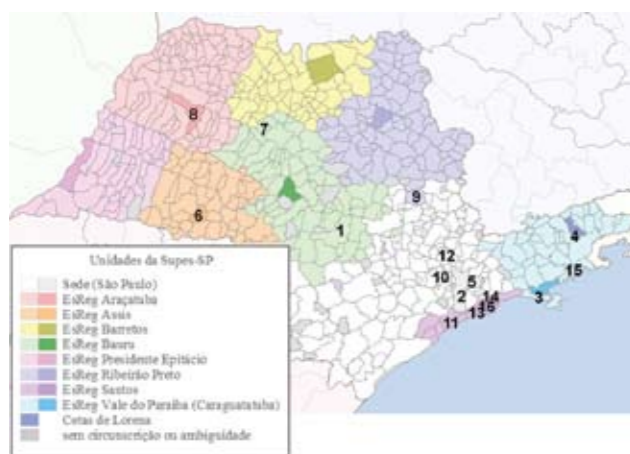 8
7
6
1
9
12
10
5
2
14
16
13
11
4
15
3
Unidades da Supes-SP
Sede (São Paulo)
EsReg Araçatuba
EsReg Assis
EsReg Barretos
EsReg Bauru
EsReg Presidente Epitácio
EsReg Ribeirão Preto
EsReg Santos
EsReg Vale do Paraíba (Caraguatatuba)
Cetas de Lorena
sem circunscrição ou ambiguidade